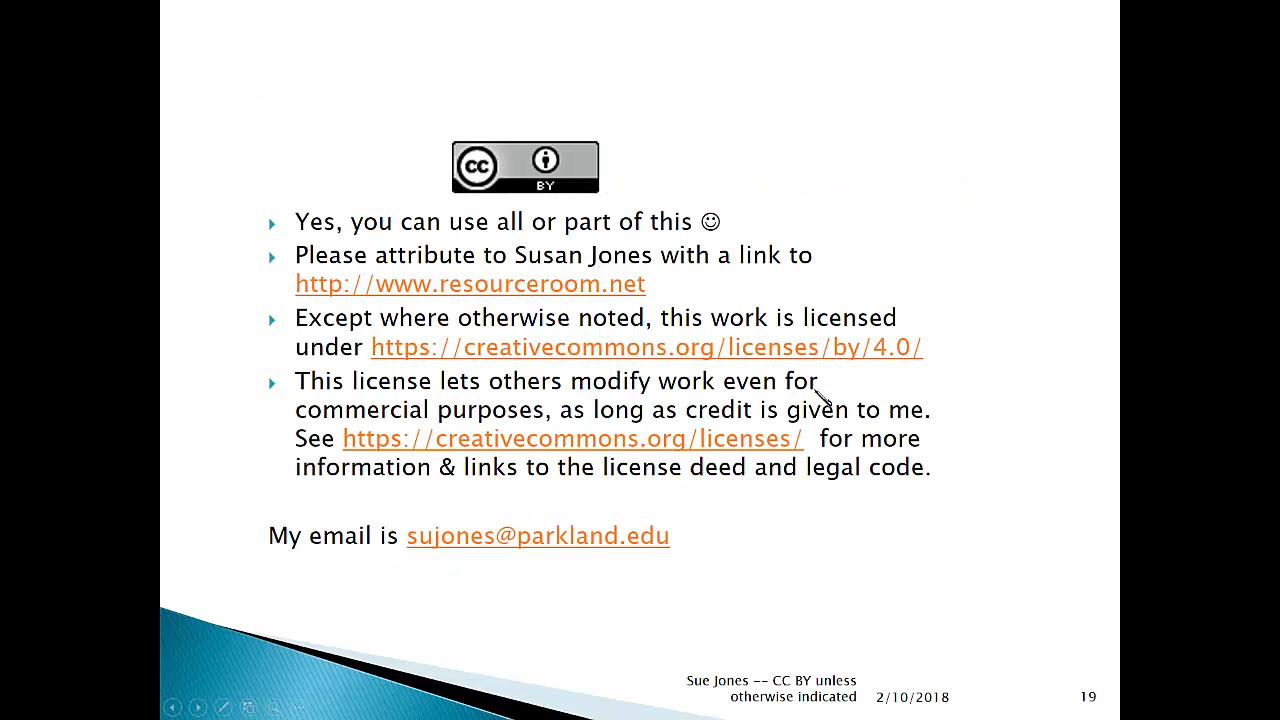 CC
BY
Yes, you can use all or part of this ☺
Please attribute to Susan Jones with a link to
http://www.resourceroom.net
Except where otherwise noted, this work is licensed
under https://creativecommons.org/licenses/by/4.0/
This license lets others modify work even for
commercial purposes, as long as credit is given to me.
See https://creativecommons.org/licenses/ for more
information & links to the license deed and legal code.
My email is sujones@parkland.edu
Sue Jones -- CC BY unless
otherwise indicated 2/10/2018 19